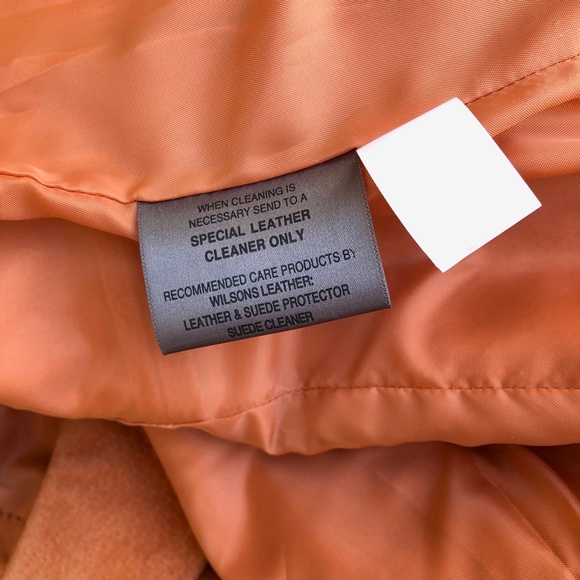 WHEN CLEANING IS
NECESSARY SEND TO A
SPECIAL LEATHER
CLEANER ONLY
RECOMMENDED CARE PRODUCTS BY
WILSONS LEATHER:
LEATHER & SUEDE PROTECTOR
SUEDE CLEANER